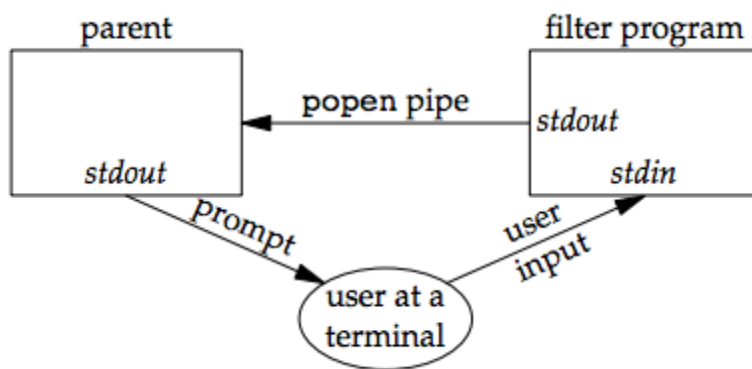 parent
filter program
popen pipe
stdout
stdout
stdin
prompt
user
input
user at a
terminal